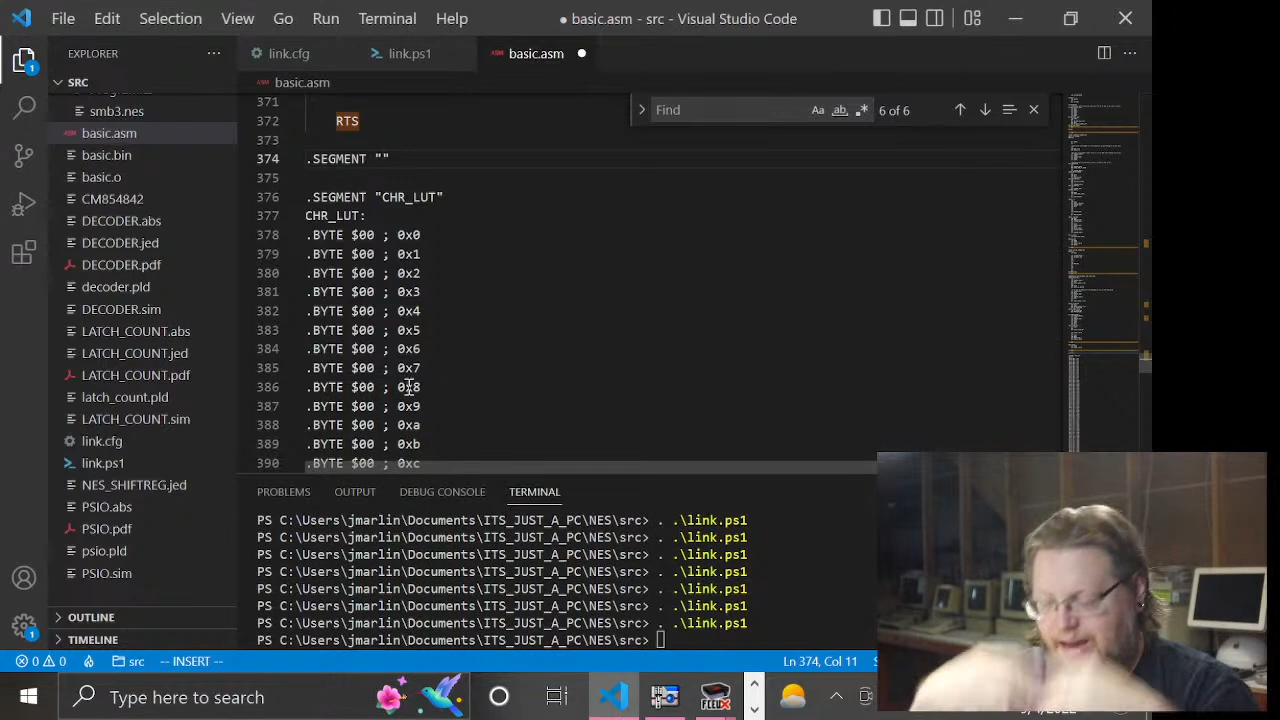 File Edit Selection View Go Run Terminal Help
● basic.asm - src - Visual Studio Code
EXPLORER ...
link.cfg
link.ps1
ASM basic.asm ●
SRC
ASM basic.asm
smb3.nes
ASM basic.asm
basic.bin
basic.o
CM854842
DECODER.abs
DECODER.jed
DECODER.pdf
decoder.pld
DECODER.sim
LATCH_COUNT.abs
LATCH_COUNT.jed
LATCH_COUNT.pdf
latch_count.pld
LATCH_COUNT.sim
link.cfg
link.ps1
NES_SHIFTREG.jed
PSIO.abs
PSIO.pdf
psio.pld
PSIO.sim
OUTLINE
TIMELINE
Find Aa ab 6 of 6
371
372 RTS
373
374 .SEGMENT ""
375
376 .SEGMENT "CHR_LUT"
377 CHR_LUT:
378 .BYTE $00 ; 0x0
379 .BYTE $00 ; 0x1
380 .BYTE $00 ; 0x2
381 .BYTE $00 ; 0x3
382 .BYTE $00 ; 0x4
383 .BYTE $00 ; 0x5
384 .BYTE $00 ; 0x6
385 .BYTE $00 ; 0x7
386 .BYTE $00 ; 0x8
387 .BYTE $00 ; 0x9
388 .BYTE $00 ; 0xa
389 .BYTE $00 ; 0xb
390 .BYTE $00 ; 0xc
PROBLEMS OUTPUT DEBUG CONSOLE TERMINAL
PS C:\Users\jmarlin\Documents\ITS_JUST_A_PC\NES\src> . .\link.ps1
PS C:\Users\jmarlin\Documents\ITS_JUST_A_PC\NES\src> . .\link.ps1
PS C:\Users\jmarlin\Documents\ITS_JUST_A_PC\NES\src> . .\link.ps1
PS C:\Users\jmarlin\Documents\ITS_JUST_A_PC\NES\src> . .\link.ps1
PS C:\Users\jmarlin\Documents\ITS_JUST_A_PC\NES\src> . .\link.ps1
PS C:\Users\jmarlin\Documents\ITS_JUST_A_PC\NES\src> . .\link.ps1
PS C:\Users\jmarlin\Documents\ITS_JUST_A_PC\NES\src> . .\link.ps1
PS C:\Users\jmarlin\Documents\ITS_JUST_A_PC\NES\src>
1
1
0 0 src -- INSERT -- Ln 374, Col 11
Type here to search
FCEUX